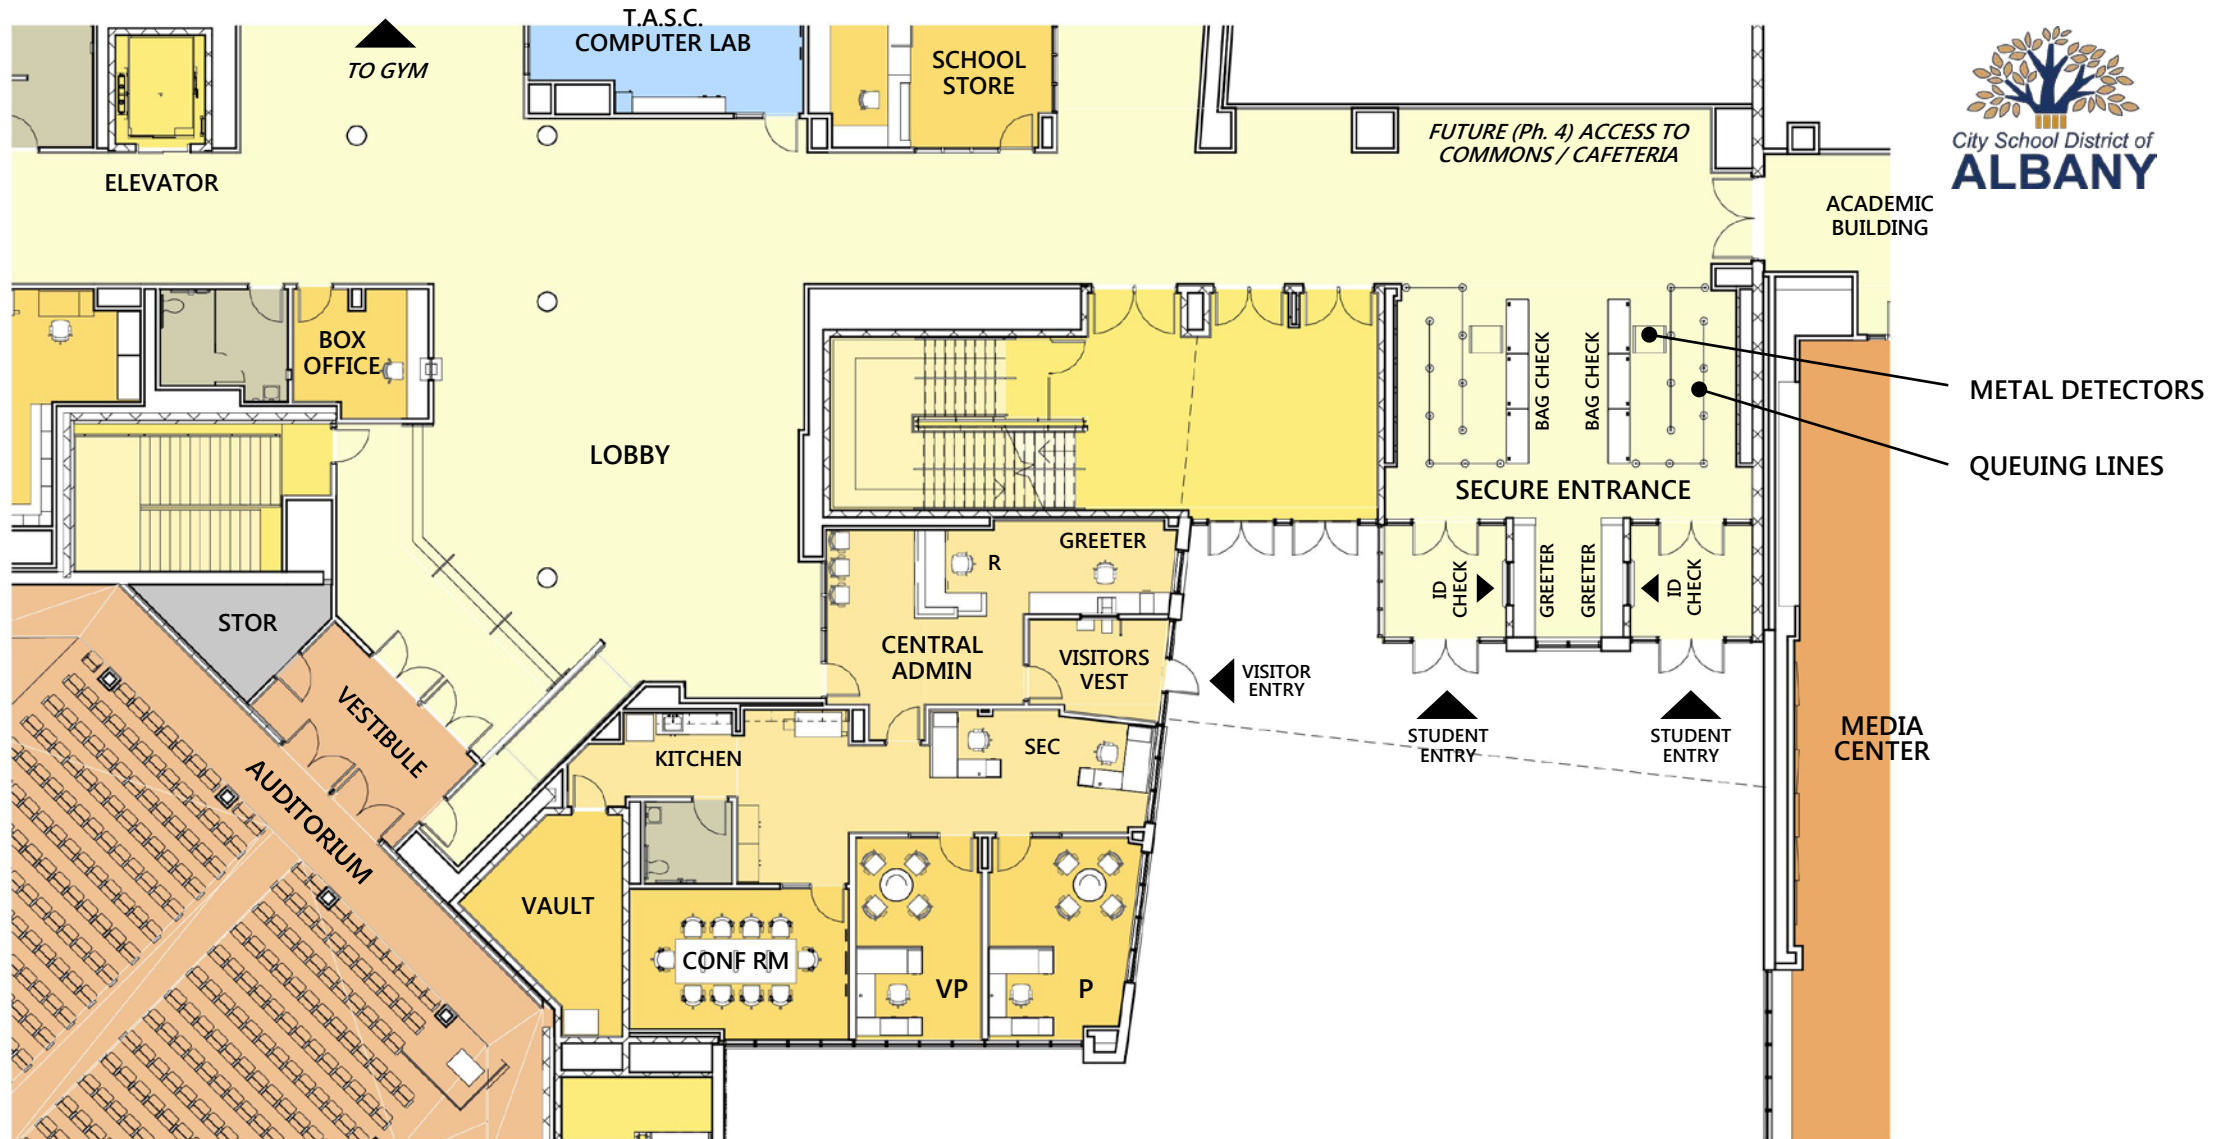 T.A.S.C.
COMPUTER LAB
TO GYM
SCHOOL
STORE
FUTURE (Ph. 4) ACCESS TO
COMMONS / CAFETERIA
City School District of
ALBANY
ELEVATOR
ACADEMIC
BUILDING
BOX
OFFICE
BAG CHECK
BAG CHECK
METAL DETECTORS
LOBBY
QUEUING LINES
SECURE ENTRANCE
GREETER
R
ID
CHECK
GREETER
GREETER
ID
CHECK
STOR
CENTRAL
ADMIN
VISITORS
VEST
VISITOR
ENTRY
VESTIBULE
STUDENT
ENTRY
STUDENT
ENTRY
MEDIA
CENTER
KITCHEN
SEC
AUDITORIUM
VAULT
CONF RM
VP
P